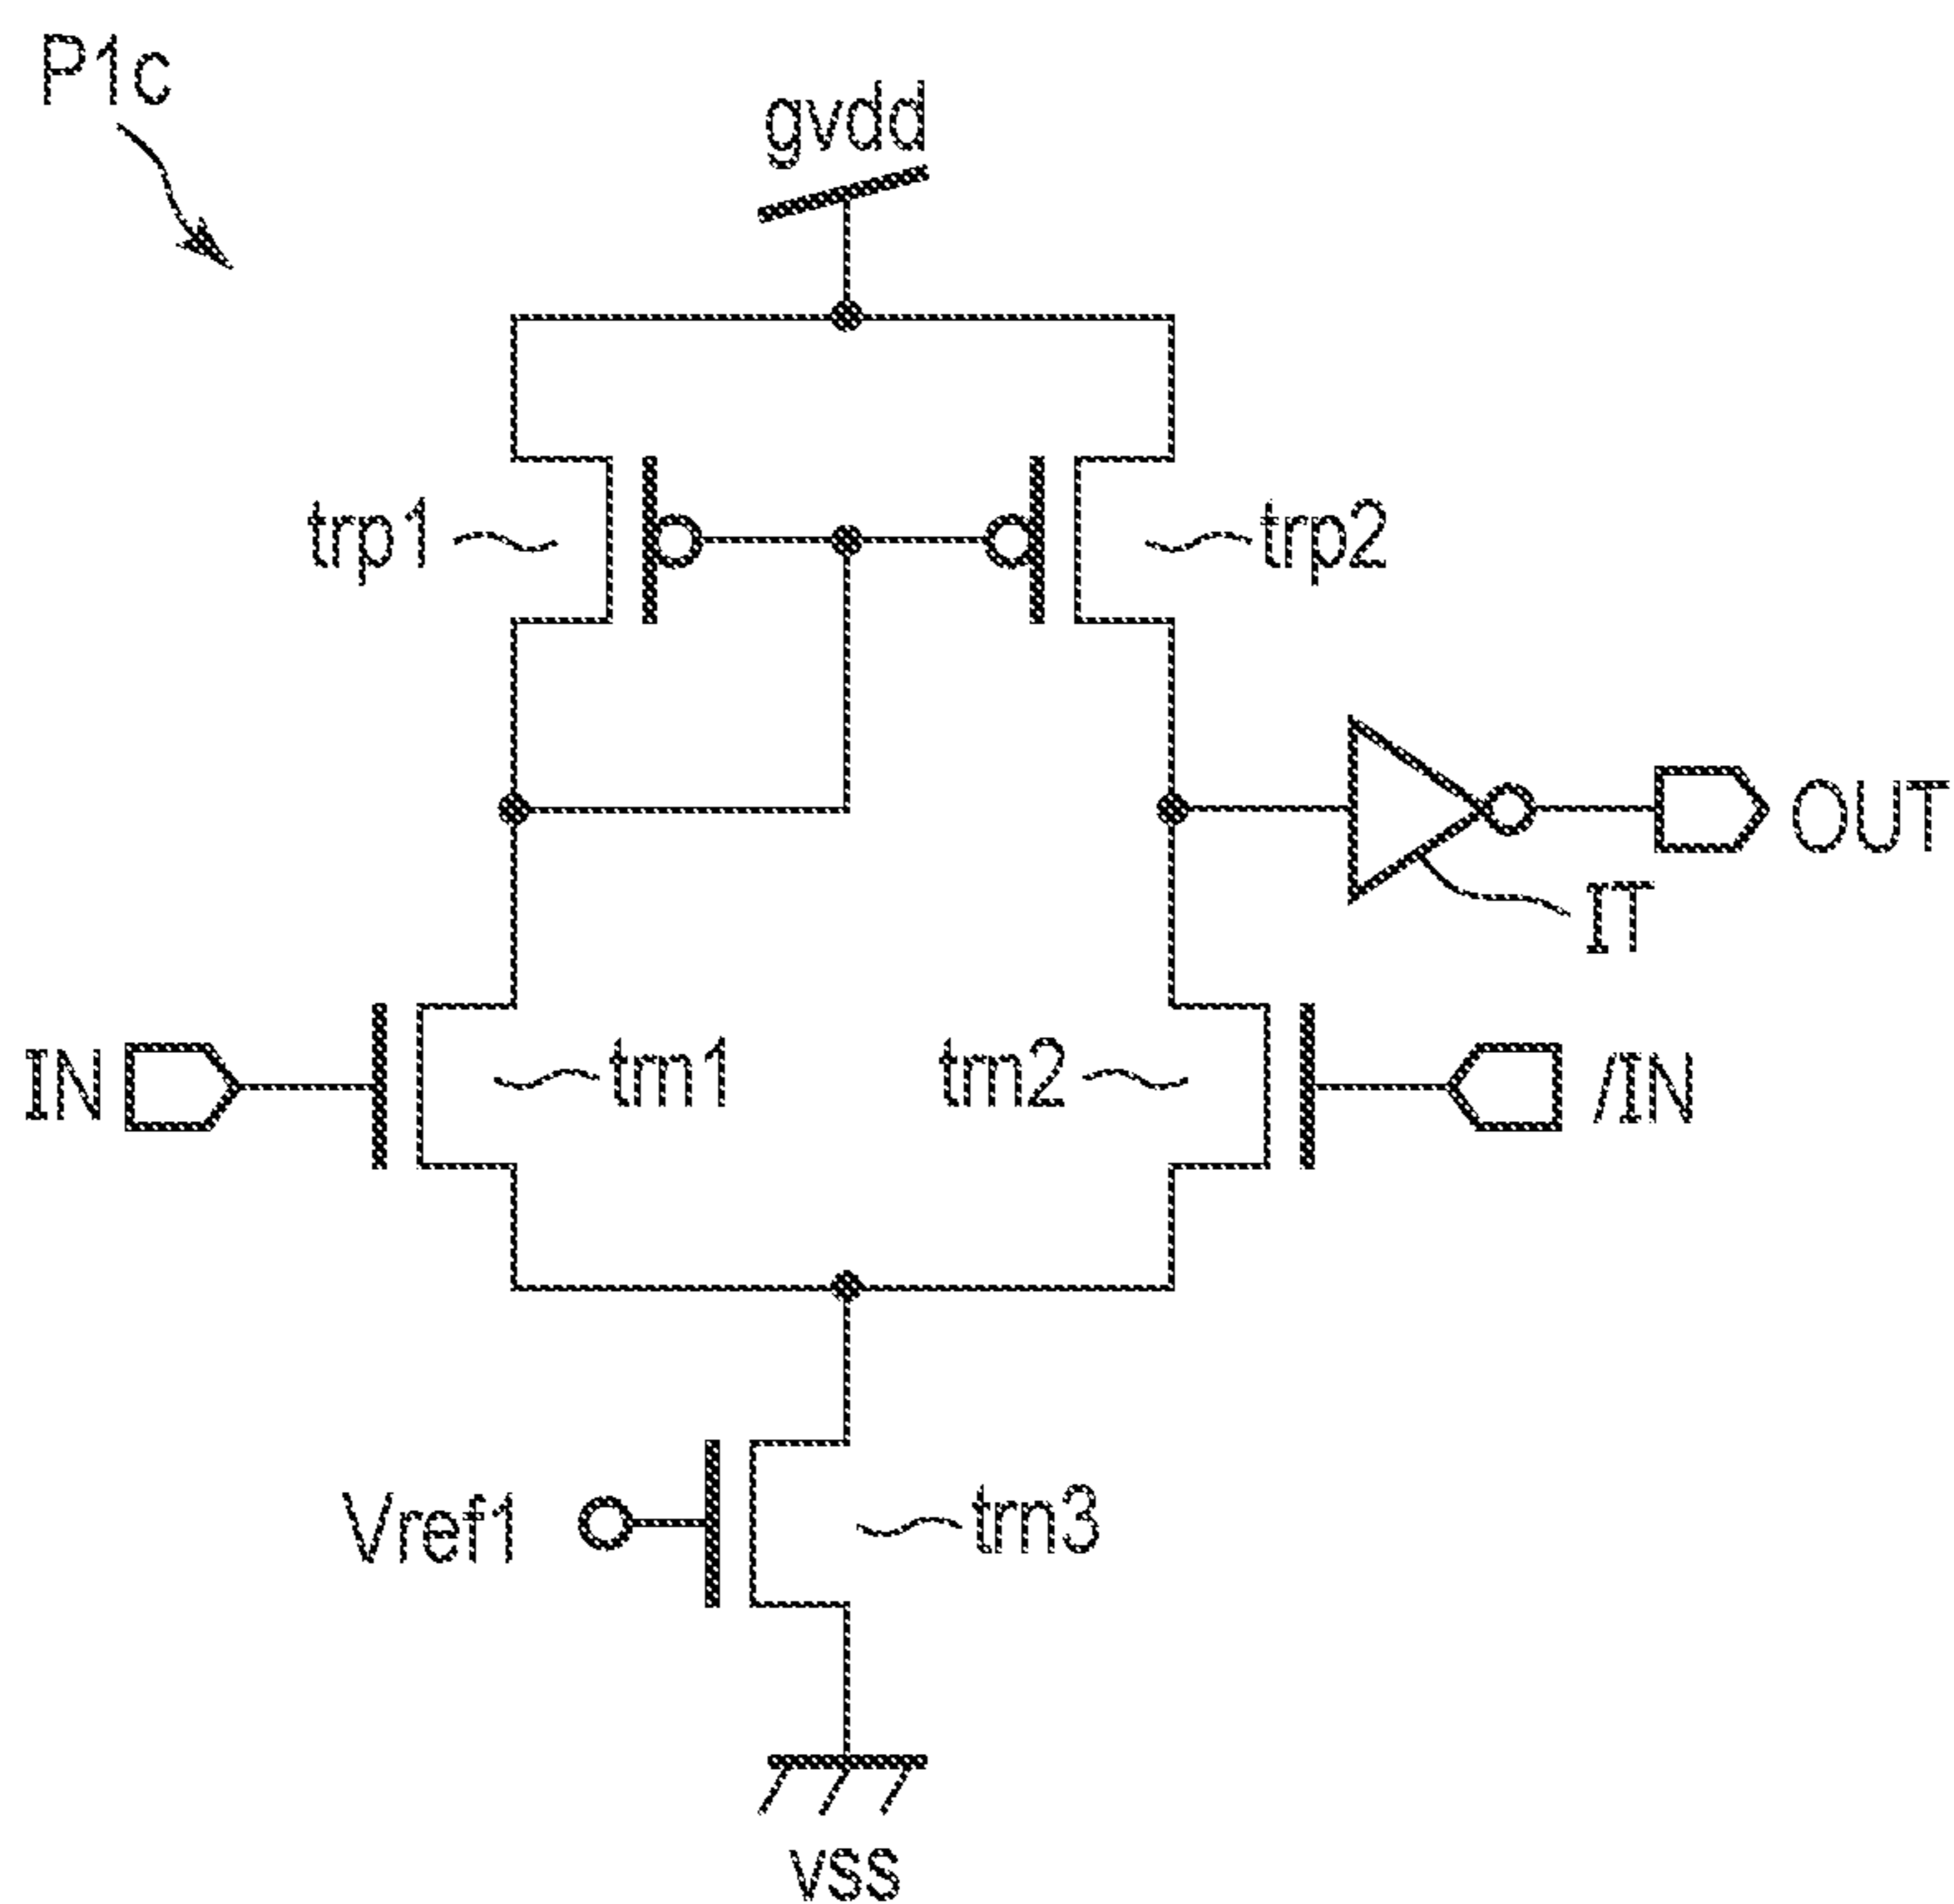 P1c
gvdd
trp1
trp2
OUT
IT
IN
trn1
trn2
/IN
Vref1
trn3
vss